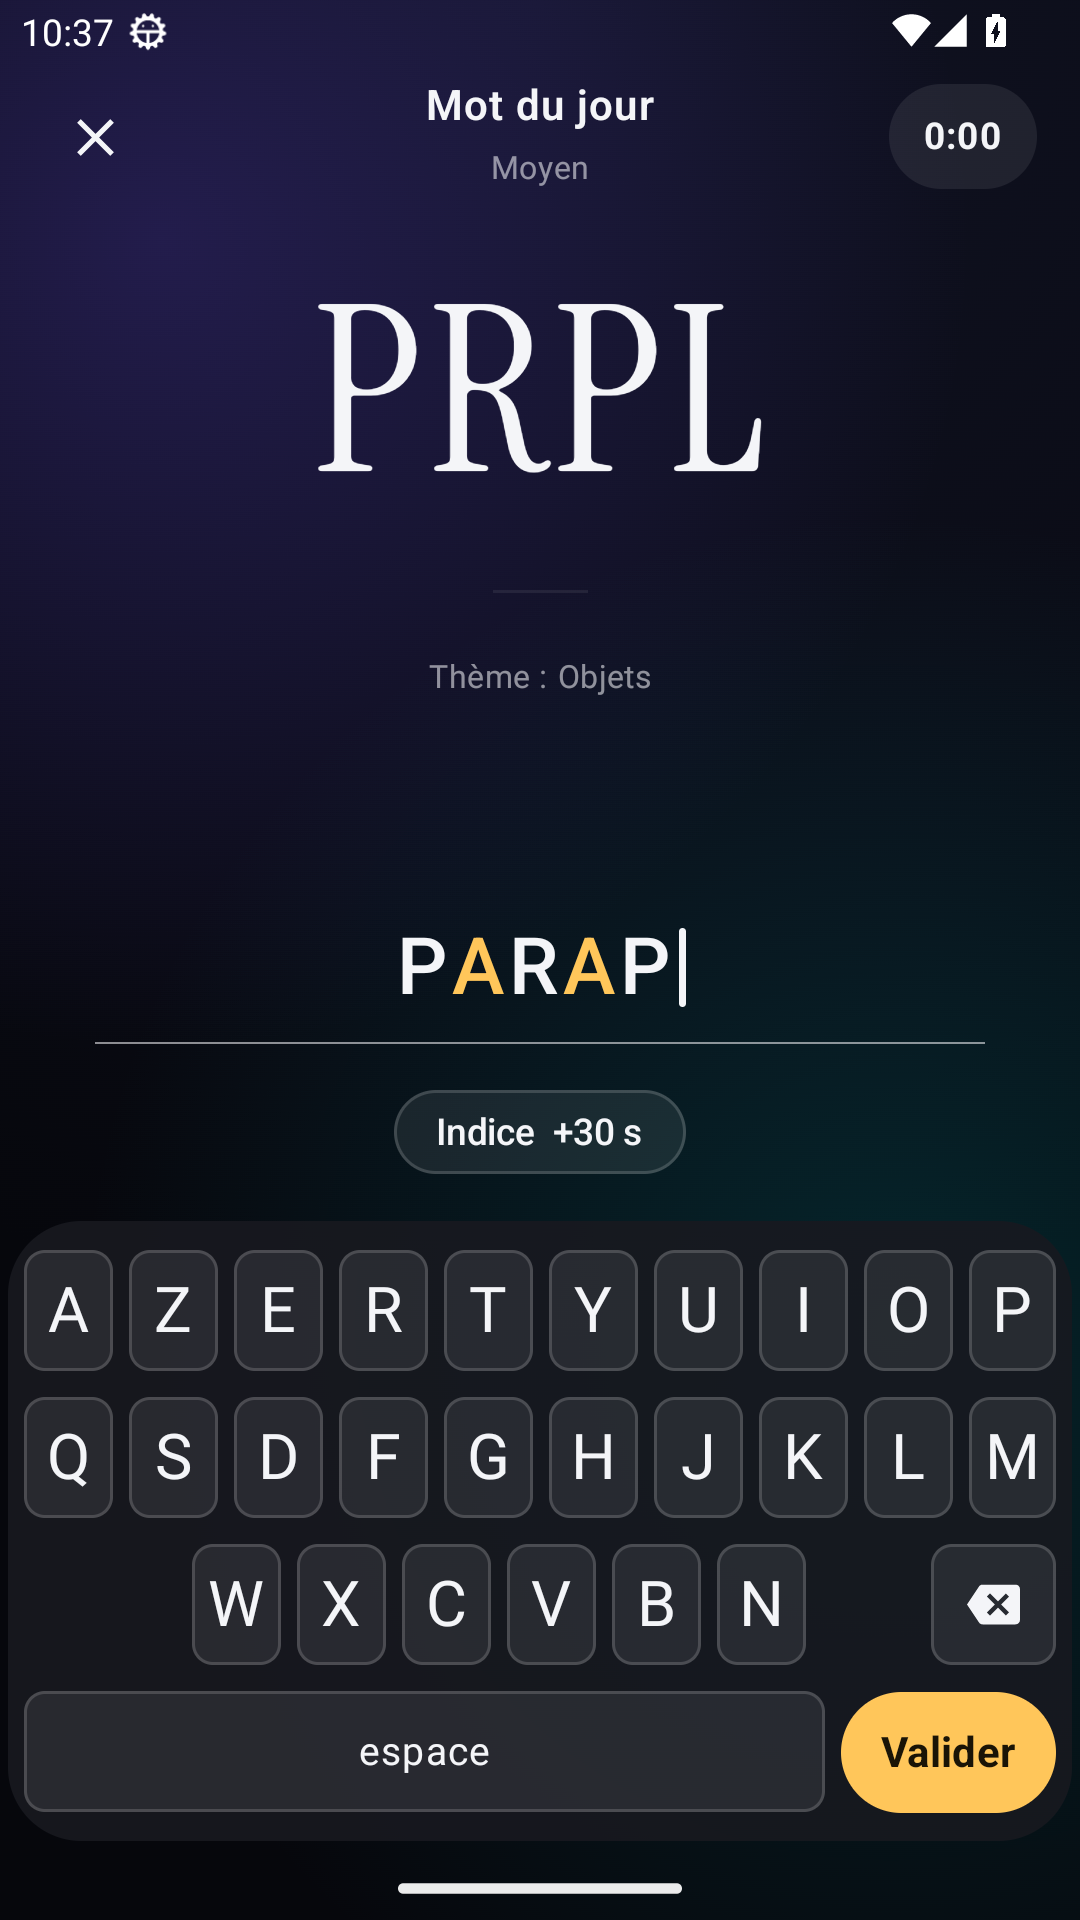 10:37
Mot du jour
Moyen
0:00
PRPL
Thème : Objets
PARAP
Indice +30 s
A Z E R T Y U I O P
Q S D F G H J K L M
W X C V B N
espace
Valider